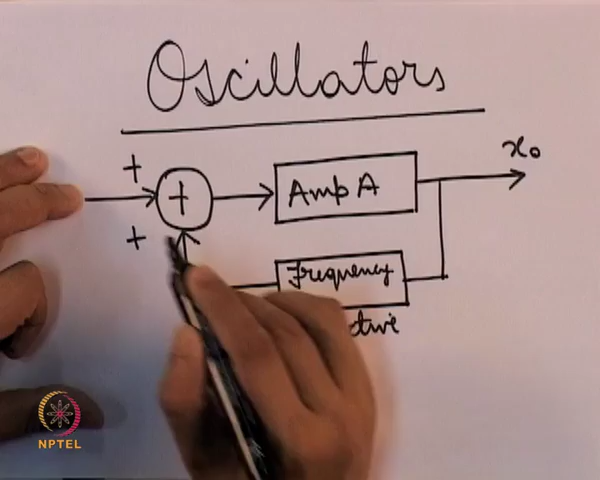 Oscillators
+
+
Amp A
x₀
+
Frequency
NPTEL